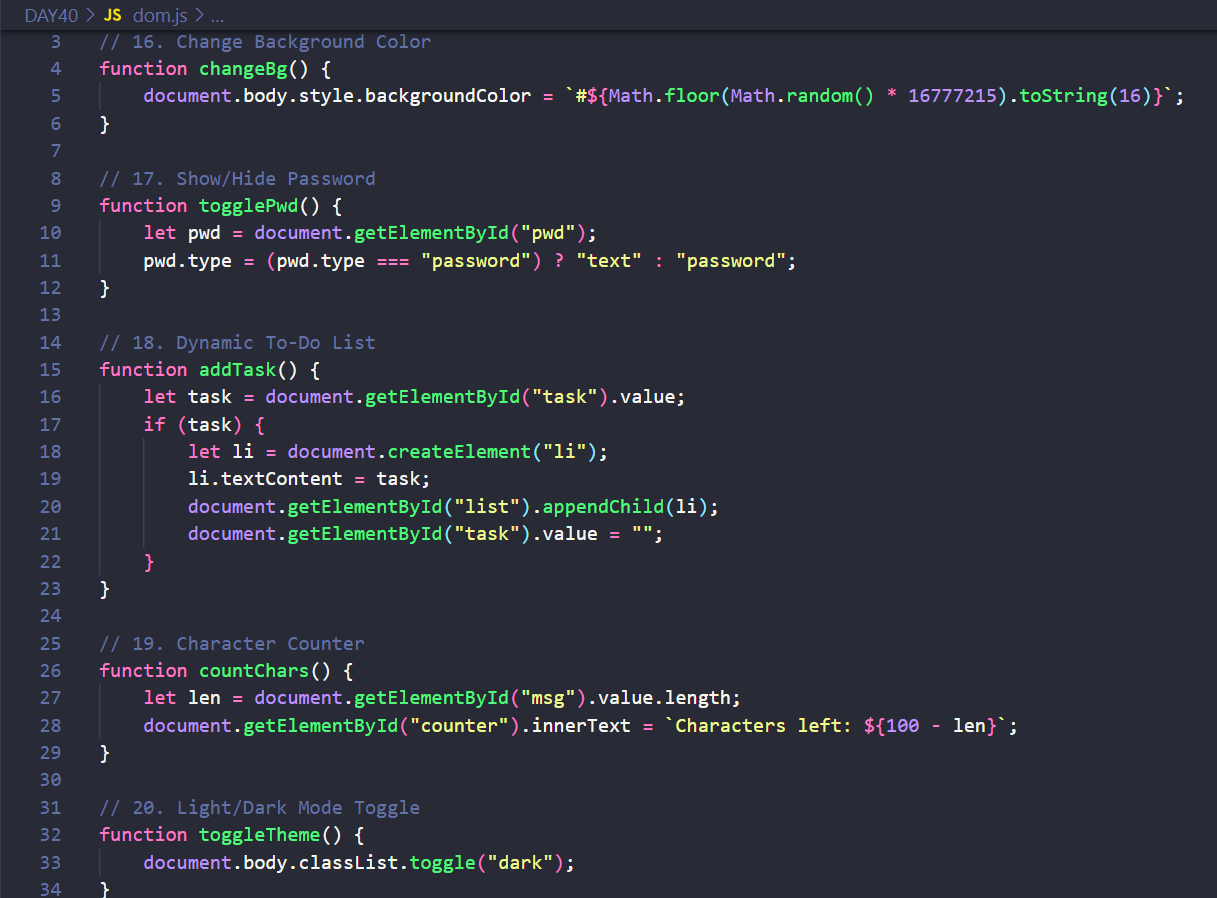 DAY40 > JS dom.js > ...
3 // 16. Change Background Color
4 function changeBg() {
5     document.body.style.backgroundColor = `#${Math.floor(Math.random() * 16777215).toString(16)}`;
6 }
7
8 // 17. Show/Hide Password
9 function togglePwd() {
10     let pwd = document.getElementById("pwd");
11     pwd.type = (pwd.type === "password") ? "text" : "password";
12 }
13
14 // 18. Dynamic To-Do List
15 function addTask() {
16     let task = document.getElementById("task").value;
17     if (task) {
18         let li = document.createElement("li");
19         li.textContent = task;
20         document.getElementById("list").appendChild(li);
21         document.getElementById("task").value = "";
22     }
23 }
24
25 // 19. Character Counter
26 function countChars() {
27     let len = document.getElementById("msg").value.length;
28     document.getElementById("counter").innerText = `Characters left: ${100 - len}`;
29 }
30
31 // 20. Light/Dark Mode Toggle
32 function toggleTheme() {
33     document.body.classList.toggle("dark");
34 }